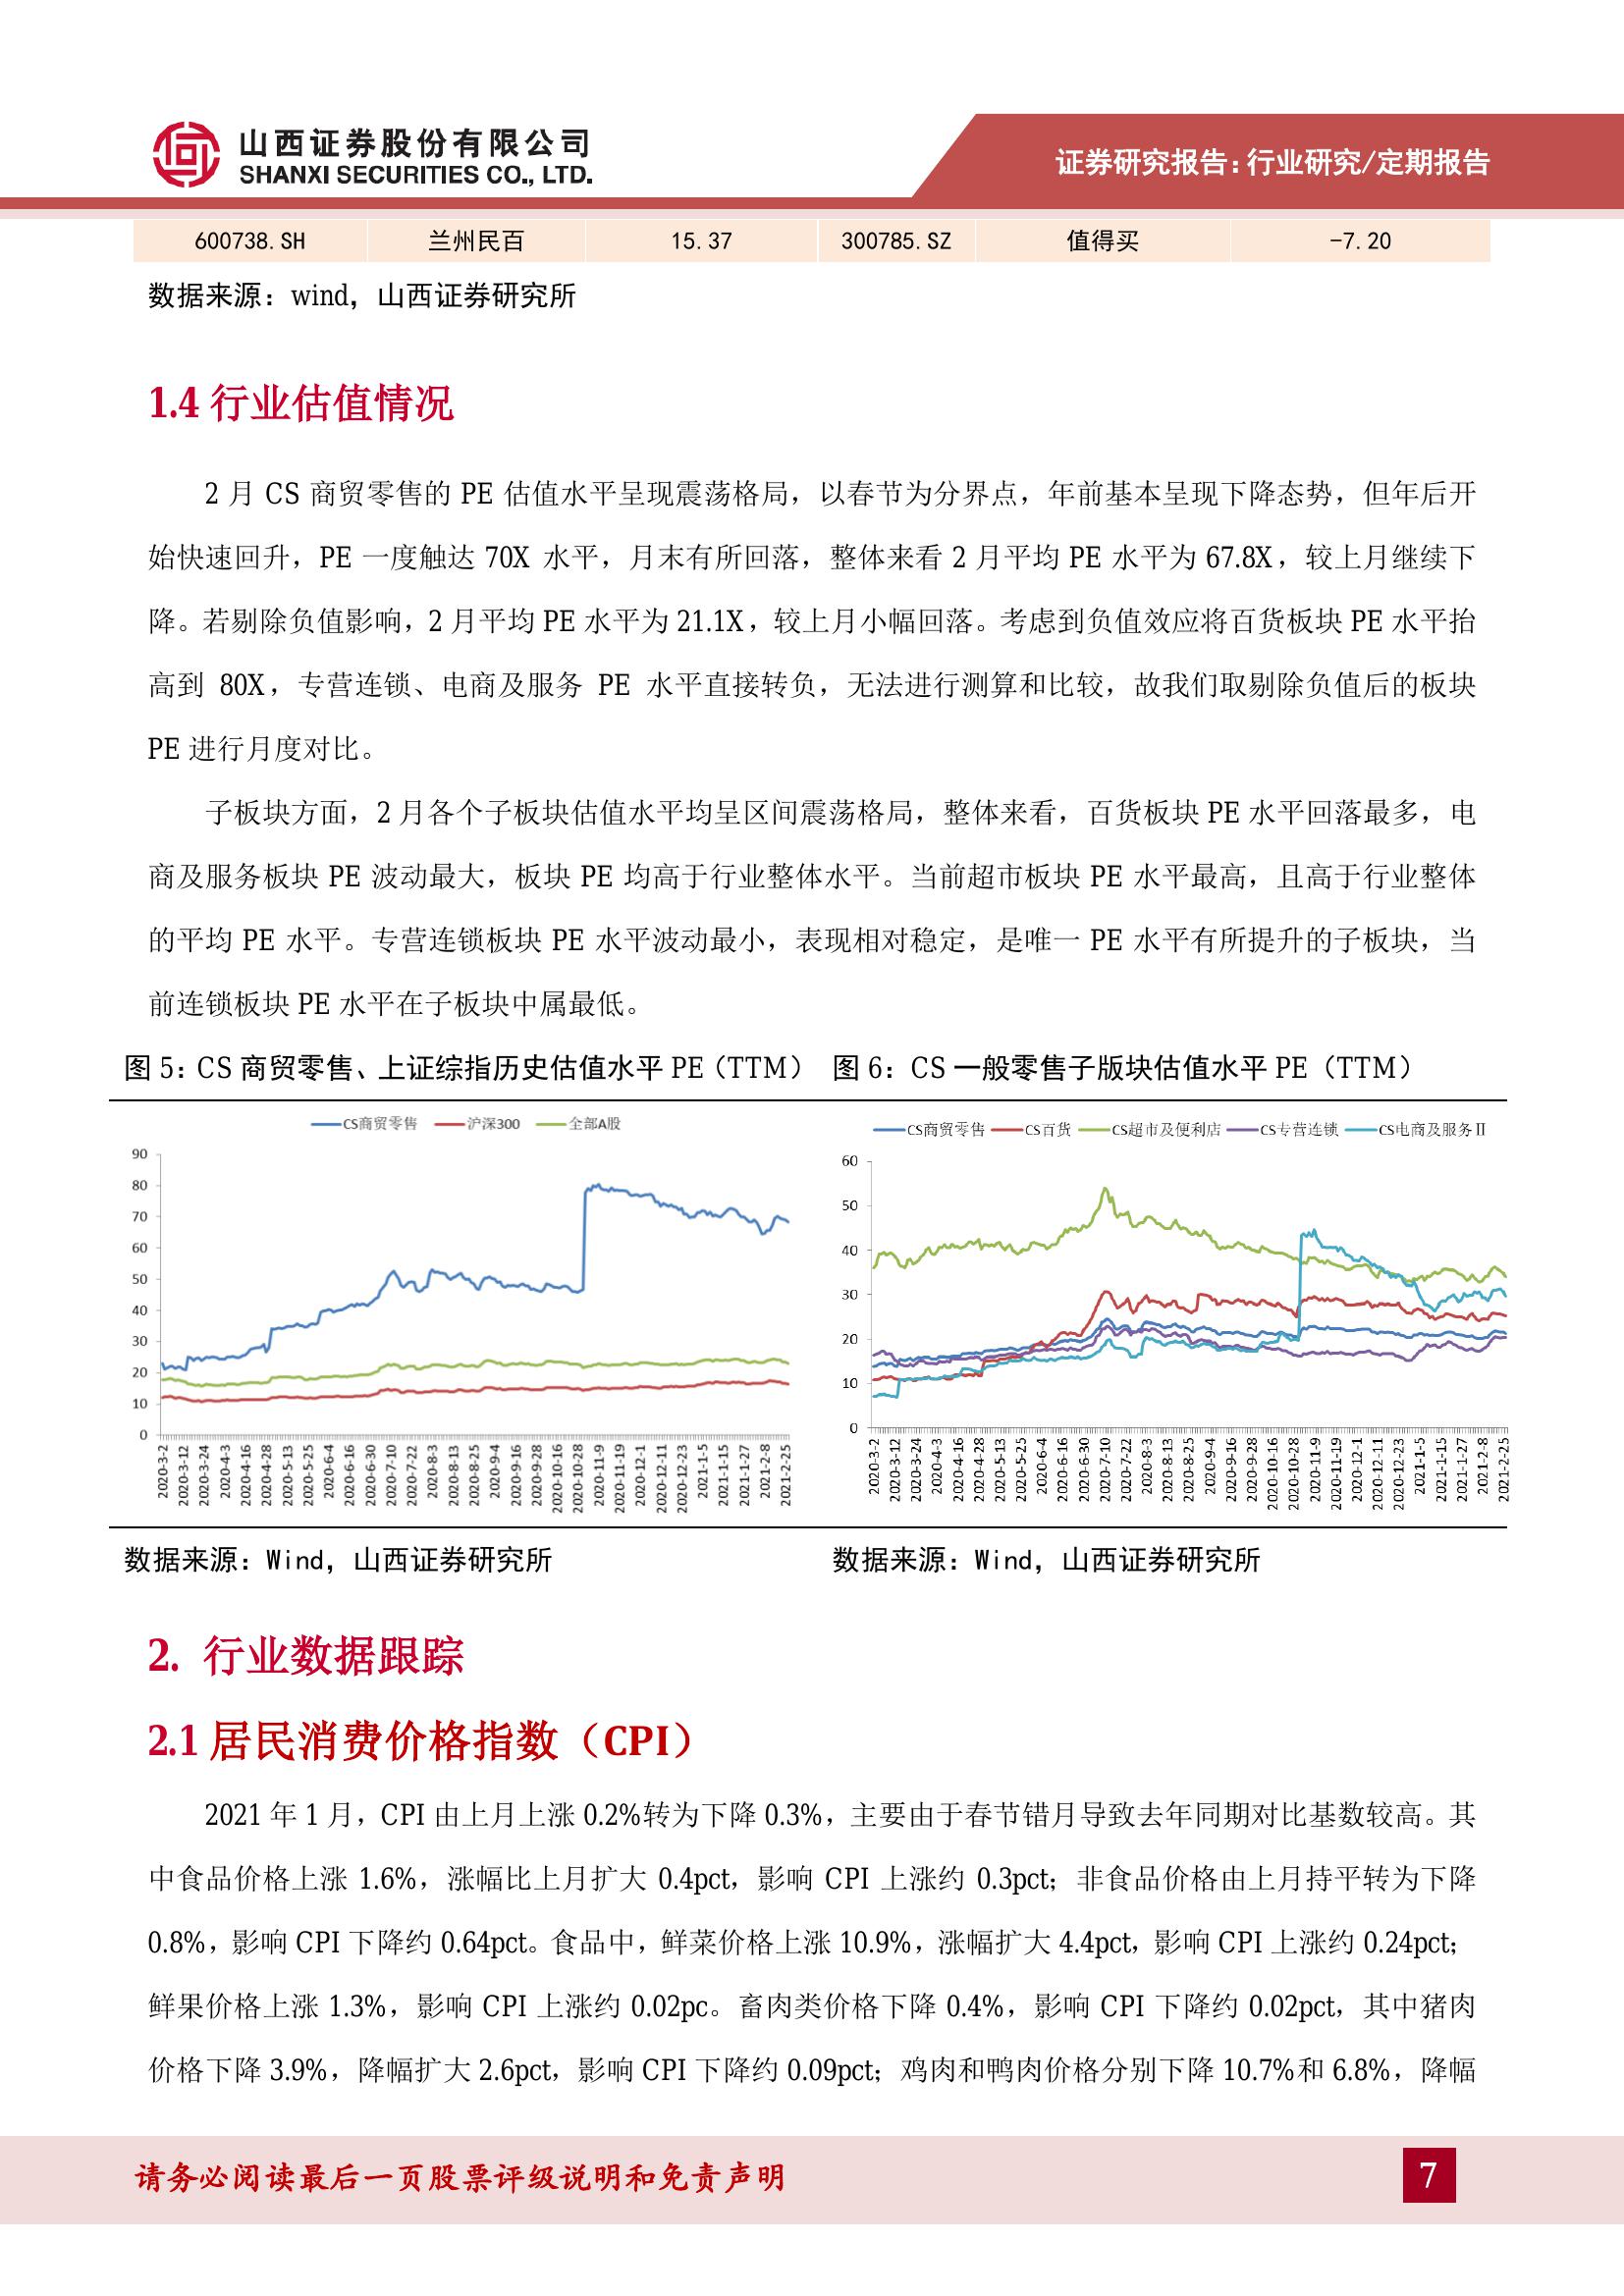 山西证券股份有限公司
SHANXI SECURITIES CO., LTD.
证券研究报告：行业研究/定期报告
600738.SH 兰州民百 15.37 300785.SZ 值得买 -7.20
数据来源：wind，山西证券研究所
1.4 行业估值情况
2 月 CS 商贸零售的 PE 估值水平呈现震荡格局，以春节为分界点，年前基本呈现下降态势，但年后开
始快速回升，PE 一度触达 70X 水平，月末有所回落，整体来看 2 月平均 PE 水平为 67.8X，较上月继续下
降。若剔除负值影响，2 月平均 PE 水平为 21.1X，较上月小幅回落。考虑到负值效应将百货板块 PE 水平抬
高到 80X，专营连锁、电商及服务 PE 水平直接转负，无法进行测算和比较，故我们取剔除负值后的板块
PE 进行月度对比。
子板块方面，2 月各个子板块估值水平均呈区间震荡格局，整体来看，百货板块 PE 水平回落最多，电
商及服务板块 PE 波动最大，板块 PE 均高于行业整体水平。当前超市板块 PE 水平最高，且高于行业整体
的平均 PE 水平。专营连锁板块 PE 水平波动最小，表现相对稳定，是唯一 PE 水平有所提升的子板块，当
前连锁板块 PE 水平在子板块中属最低。
图 5：CS 商贸零售、上证综指历史估值水平 PE（TTM）
CS商贸零售 沪深300 全部A股
90
80
70
60
50
40
30
20
10
0
2020-3-2 2020-3-12 2020-3-24 2020-4-3 2020-4-16 2020-4-28 2020-5-13 2020-5-25 2020-6-4 2020-6-16 2020-6-30 2020-7-10 2020-7-22 2020-8-3 2020-8-13 2020-8-25 2020-9-4 2020-9-16 2020-9-28 2020-10-16 2020-10-28 2020-11-9 2020-11-19 2020-12-1 2020-12-11 2020-12-23 2021-1-5 2021-1-15 2021-1-27 2021-2-8 2021-2-25
数据来源：Wind，山西证券研究所
图 6：CS 一般零售子版块估值水平 PE（TTM）
CS商贸零售 CS百货 CS超市及便利店 CS专营连锁 CS电商及服务Ⅱ
60
50
40
30
20
10
0
2020-3-2 2020-3-12 2020-3-24 2020-4-3 2020-4-16 2020-4-28 2020-5-13 2020-5-25 2020-6-4 2020-6-16 2020-6-30 2020-7-10 2020-7-22 2020-8-3 2020-8-13 2020-8-25 2020-9-4 2020-9-16 2020-9-28 2020-10-16 2020-10-28 2020-11-9 2020-11-19 2020-12-1 2020-12-11 2020-12-23 2021-1-5 2021-1-15 2021-1-27 2021-2-8 2021-2-25
数据来源：Wind，山西证券研究所
2. 行业数据跟踪
2.1 居民消费价格指数（CPI）
2021 年 1 月，CPI 由上月上涨 0.2%转为下降 0.3%，主要由于春节错月导致去年同期对比基数较高。其
中食品价格上涨 1.6%，涨幅比上月扩大 0.4pct，影响 CPI 上涨约 0.3pct；非食品价格由上月持平转为下降
0.8%，影响 CPI 下降约 0.64pct。食品中，鲜菜价格上涨 10.9%，涨幅扩大 4.4pct，影响 CPI 上涨约 0.24pct；
鲜果价格上涨 1.3%，影响 CPI 上涨约 0.02pc。畜肉类价格下降 0.4%，影响 CPI 下降约 0.02pct，其中猪肉
价格下降 3.9%，降幅扩大 2.6pct，影响 CPI 下降约 0.09pct；鸡肉和鸭肉价格分别下降 10.7%和 6.8%，降幅
请务必阅读最后一页股票评级说明和免责声明
7